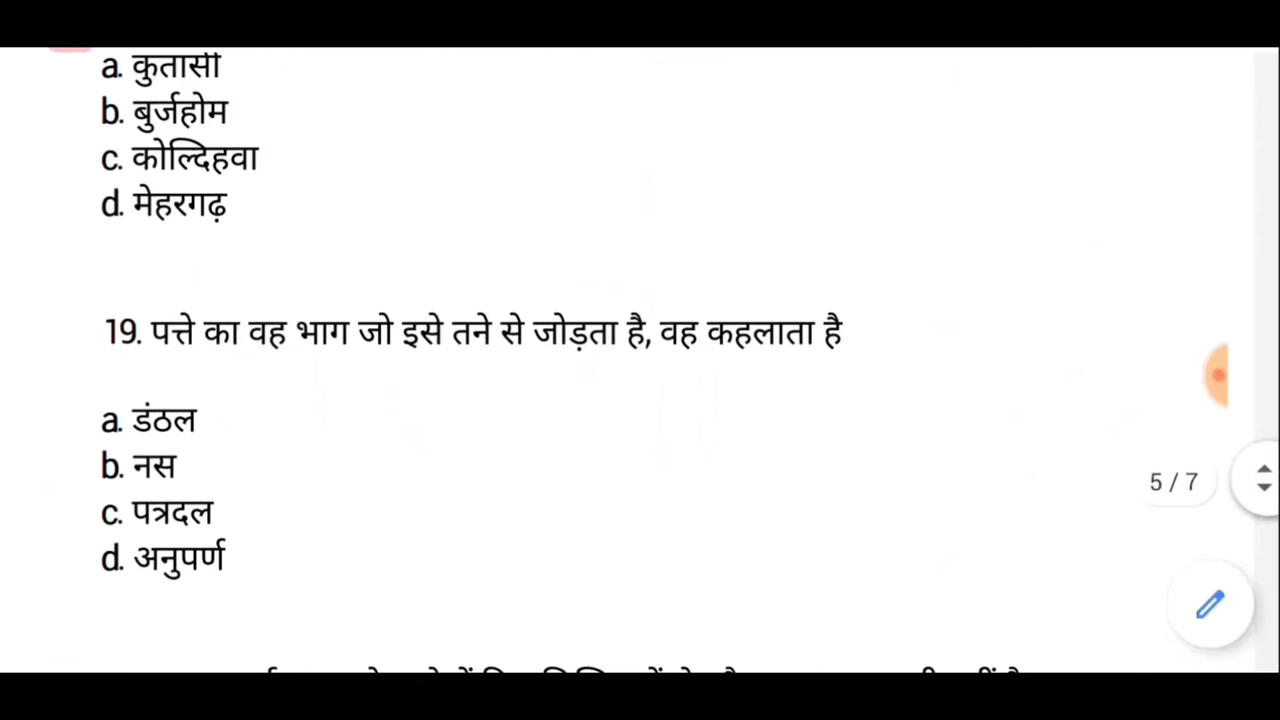 a. कुतासी
b. बुर्जहोम
c. कोल्दिहवा
d. मेहरगढ़
19. पत्ते का वह भाग जो इसे तने से जोड़ता है, वह कहलाता है
a. डंठल
b. नस
c. पत्रदल
d. अनुपर्ण
5 / 7